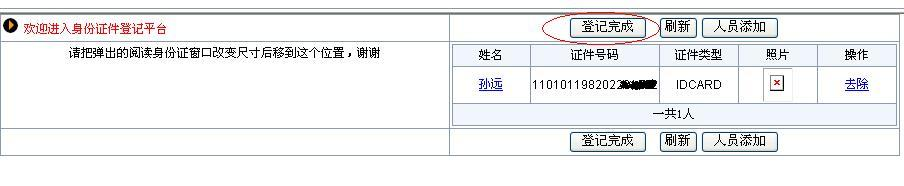 欢迎进入身份证件登记平台
登记完成 刷新 人员添加
请把弹出的阅读身份证窗口改变尺寸后移到这个位置，谢谢
姓名 证件号码 证件类型 照片 操作
孙远 1101011982022 IDCARD 去除
一共1人
登记完成 刷新 人员添加